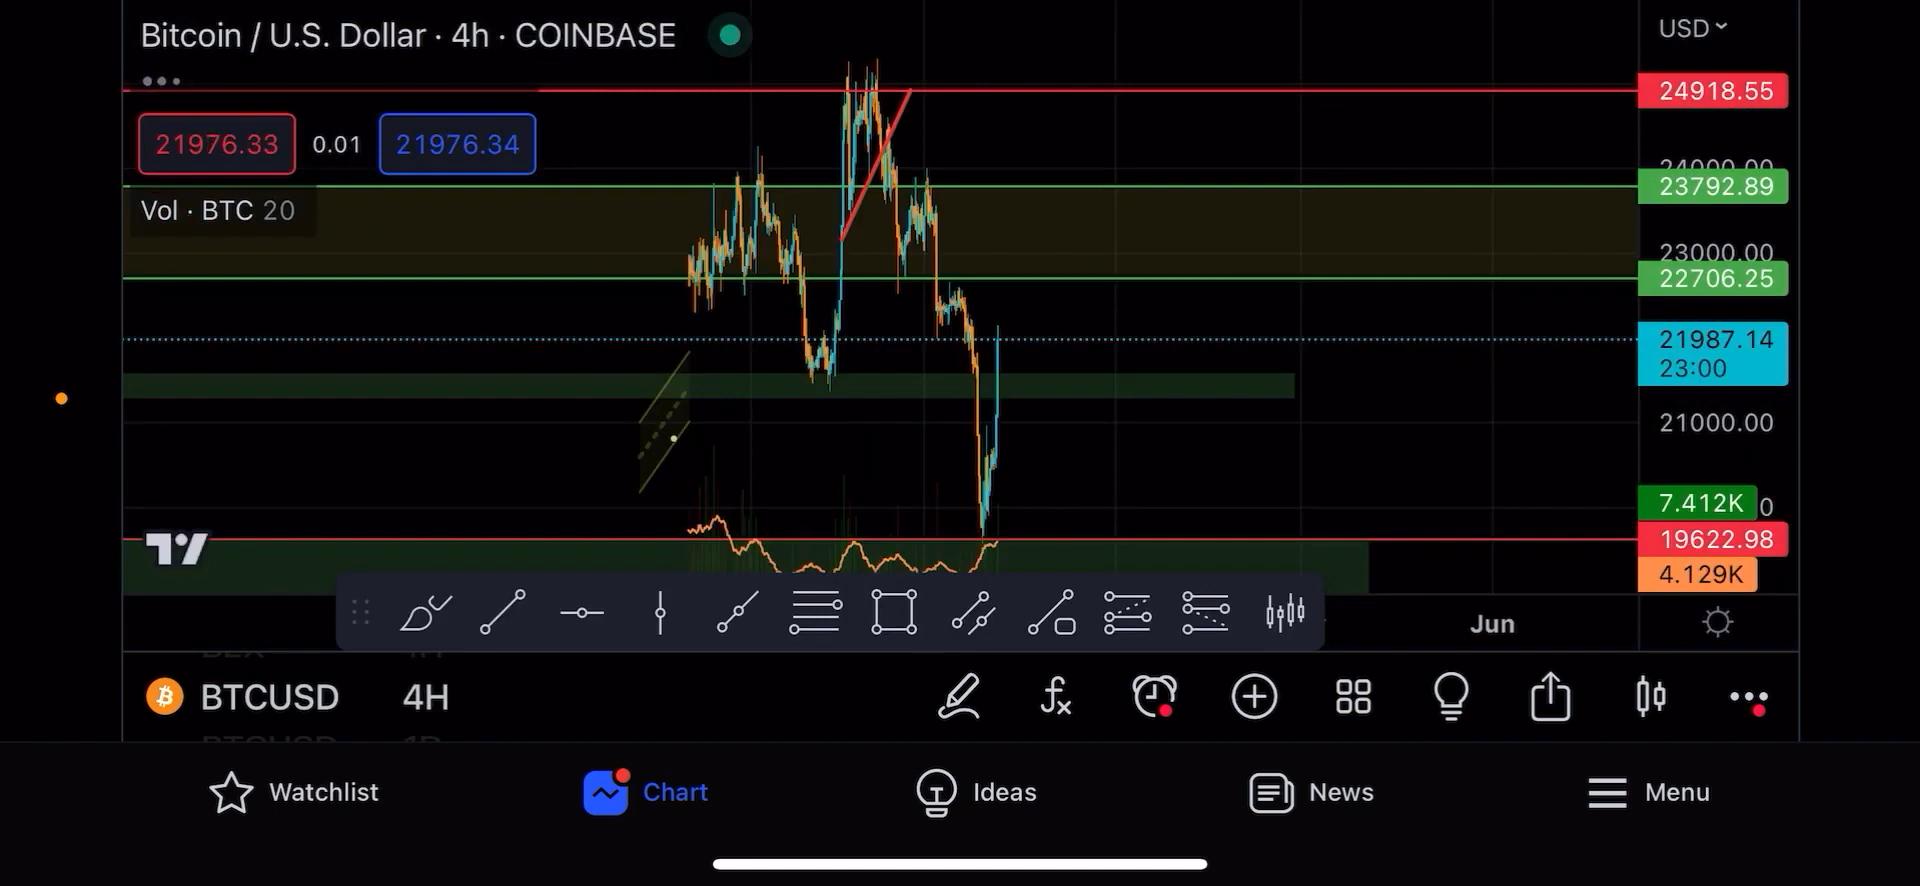 Bitcoin / U.S. Dollar · 4h · COINBASE
USD
24918.55
21976.33 0.01 21976.34
24000.00
23792.89
Vol · BTC 20
23000.00
22706.25
21987.14
23:00
21000.00
7.412K 0
19622.98
4.129K
Jun
BTCUSD 4H
Watchlist Chart Ideas News Menu